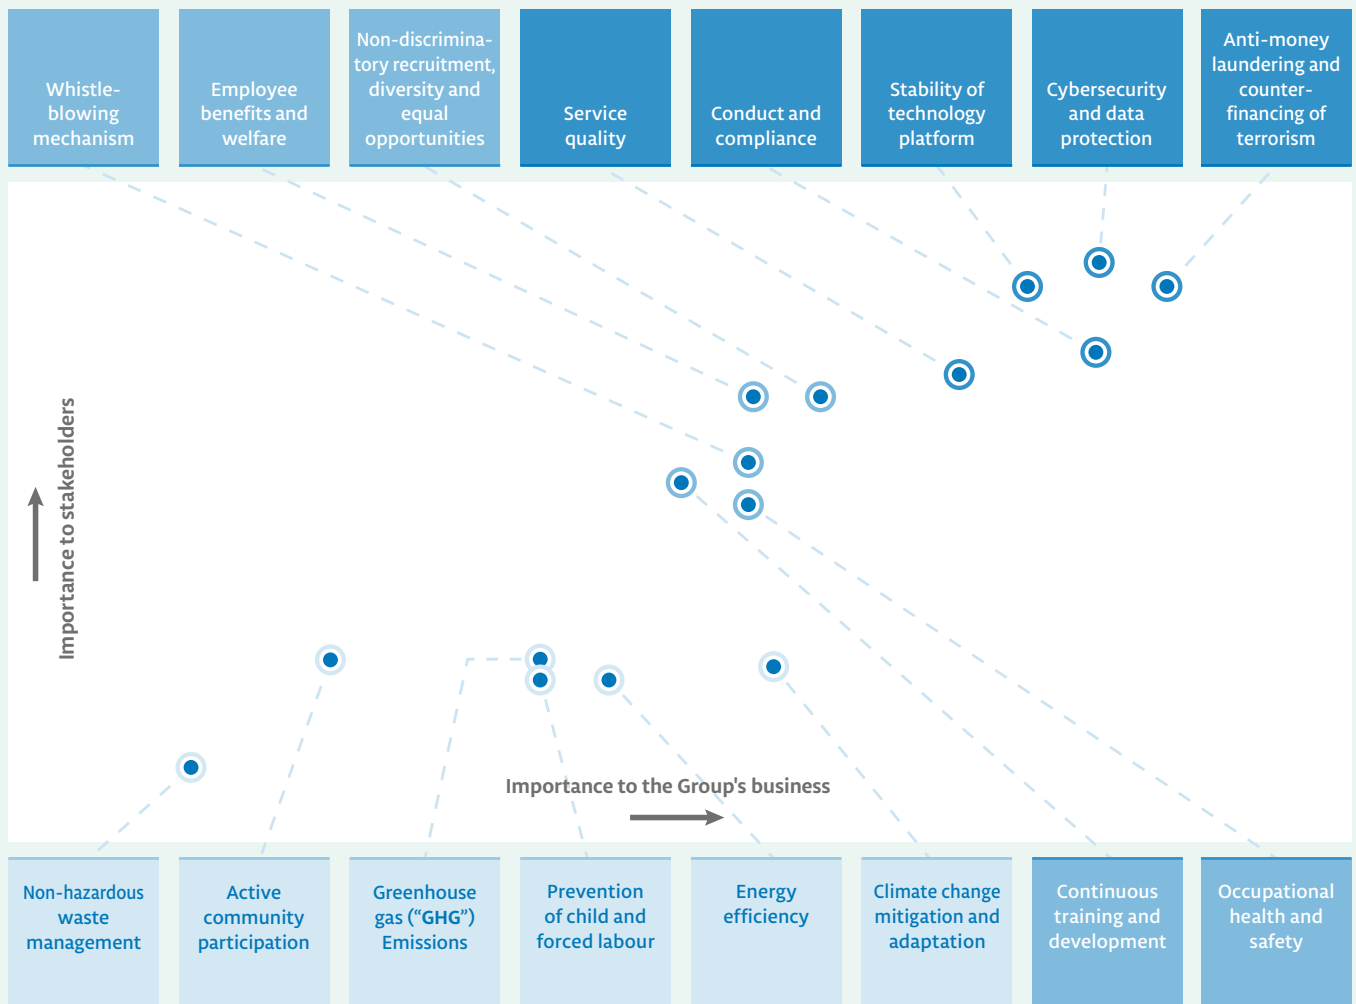 Whistle-
blowing
mechanism
Employee
benefits and
welfare
Non-discrimina-
tory recruitment,
diversity and
equal
opportunities
Service
quality
Conduct and
compliance
Stability of
technology
platform
Cybersecurity
and data
protection
Anti-money
laundering and
counter-
financing of
terrorism
Importance to stakeholders
Importance to the Group's business
Non-hazardous
waste
management
Active
community
participation
Greenhouse
gas (“GHG”)
Emissions
Prevention
of child and
forced labour
Energy
efficiency
Climate change
mitigation and
adaptation
Continuous
training and
development
Occupational
health and
safety